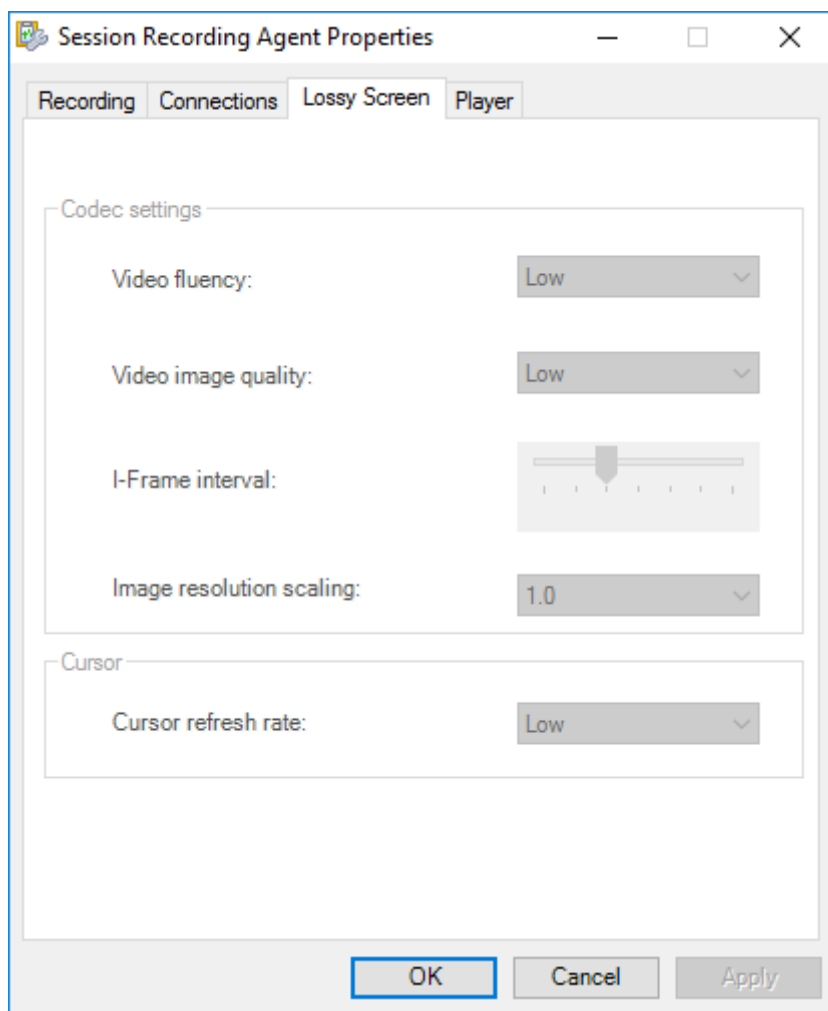 Session Recording Agent Properties
Recording Connections Lossy Screen Player
Codec settings
Video fluency: Low
Video image quality: Low
I-Frame interval:
Image resolution scaling: 1.0
Cursor
Cursor refresh rate: Low
OK Cancel Apply